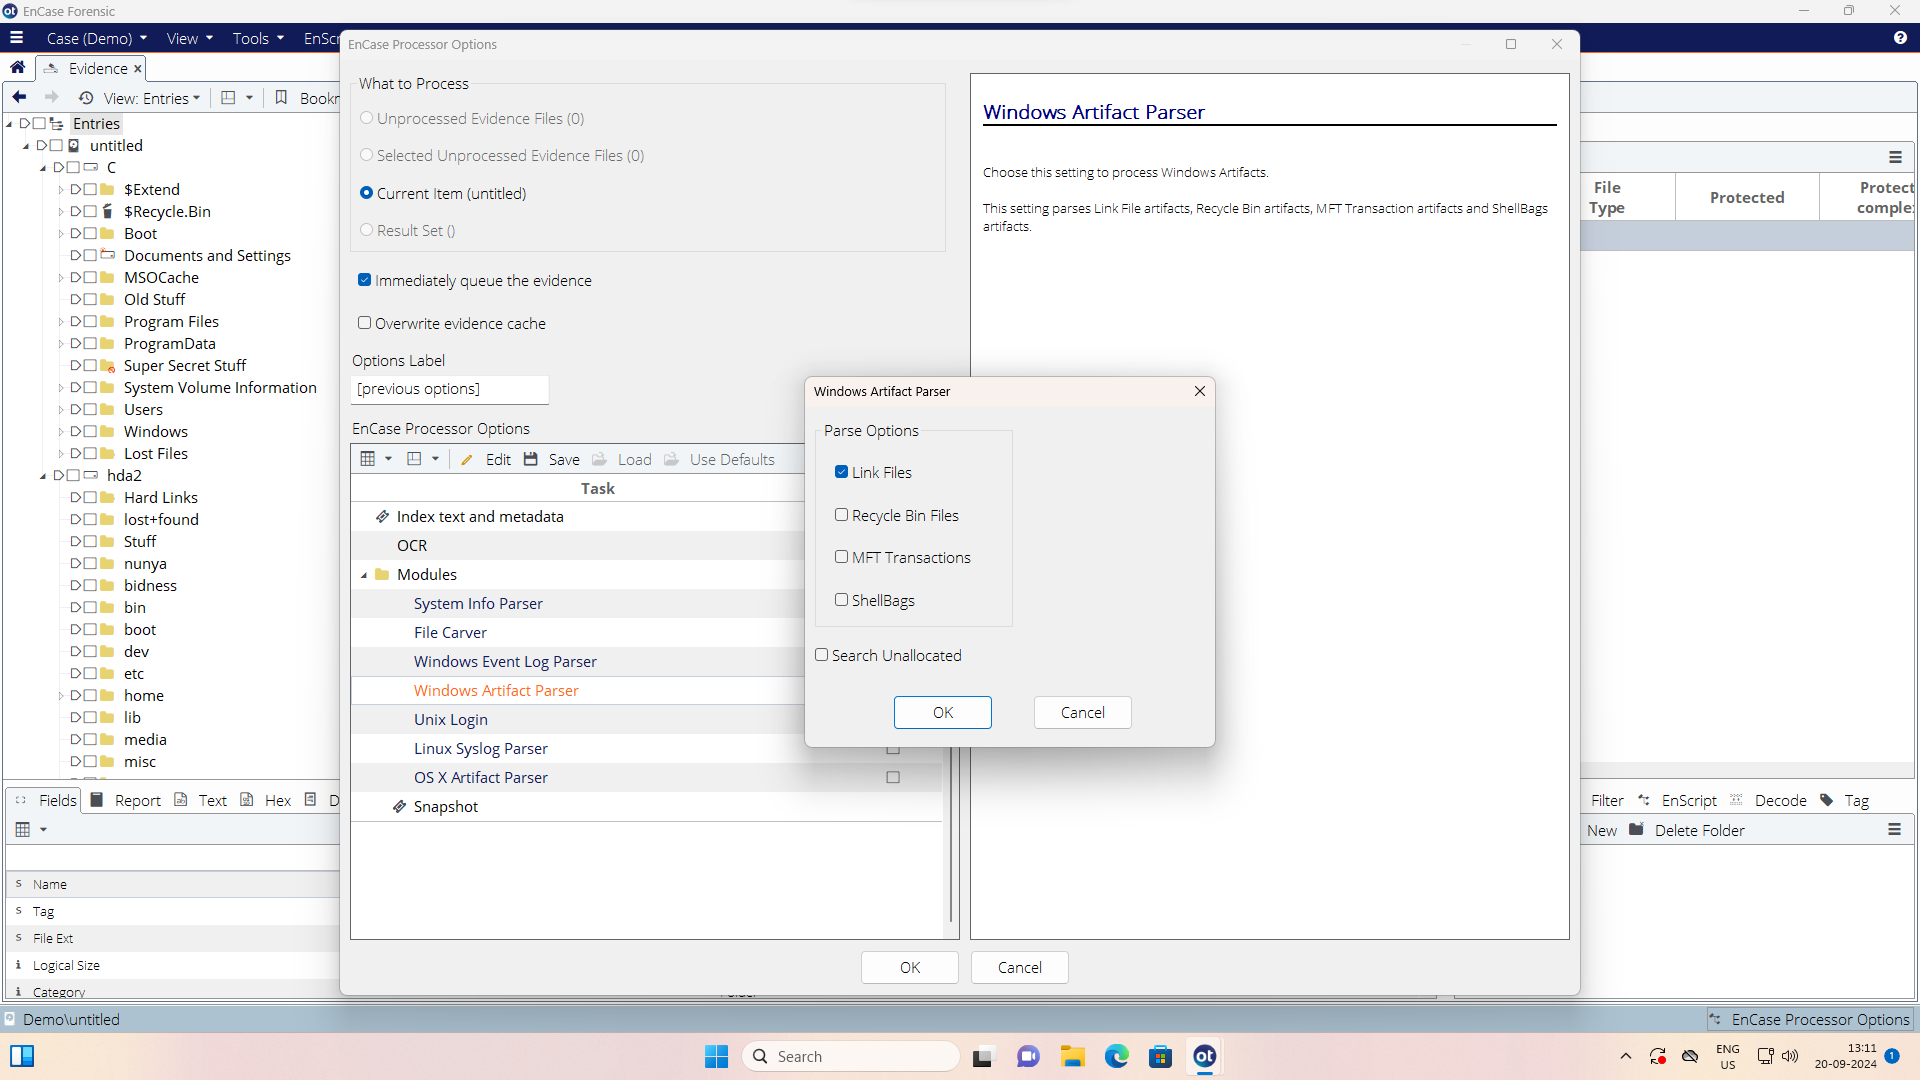 EnCase Forensic
Case (Demo) View Tools EnScr
Evidence
View: Entries Bookr
Entries
untitled
C
$Extend
$Recycle.Bin
Boot
Documents and Settings
MSOCache
Old Stuff
Program Files
ProgramData
Super Secret Stuff
System Volume Information
Users
Windows
Lost Files
hda2
Hard Links
lost+found
Stuff
nunya
bidness
bin
boot
dev
etc
home
lib
media
misc
Fields Report Text Hex D
Name
Tag
File Ext
Logical Size
Category
EnCase Processor Options
What to Process
Unprocessed Evidence Files (0)
Selected Unprocessed Evidence Files (0)
Current Item (untitled)
Result Set ()
Immediately queue the evidence
Overwrite evidence cache
Options Label
[previous options]
EnCase Processor Options
Edit Save Load Use Defaults
Task
Index text and metadata
OCR
Modules
System Info Parser
File Carver
Windows Event Log Parser
Windows Artifact Parser
Unix Login
Linux Syslog Parser
OS X Artifact Parser
Snapshot
OK Cancel
Windows Artifact Parser
Choose this setting to process Windows Artifacts.
This setting parses Link File artifacts, Recycle Bin artifacts, MFT Transaction artifacts and ShellBags
artifacts.
Windows Artifact Parser
Parse Options
Link Files
Recycle Bin Files
MFT Transactions
ShellBags
Search Unallocated
OK Cancel
File
Type
Protected
Protect
comple
Filter EnScript Decode Tag
New Delete Folder
Demo\untitled
EnCase Processor Options
Search
ot
ENG
US
13:11
20-09-2024
1